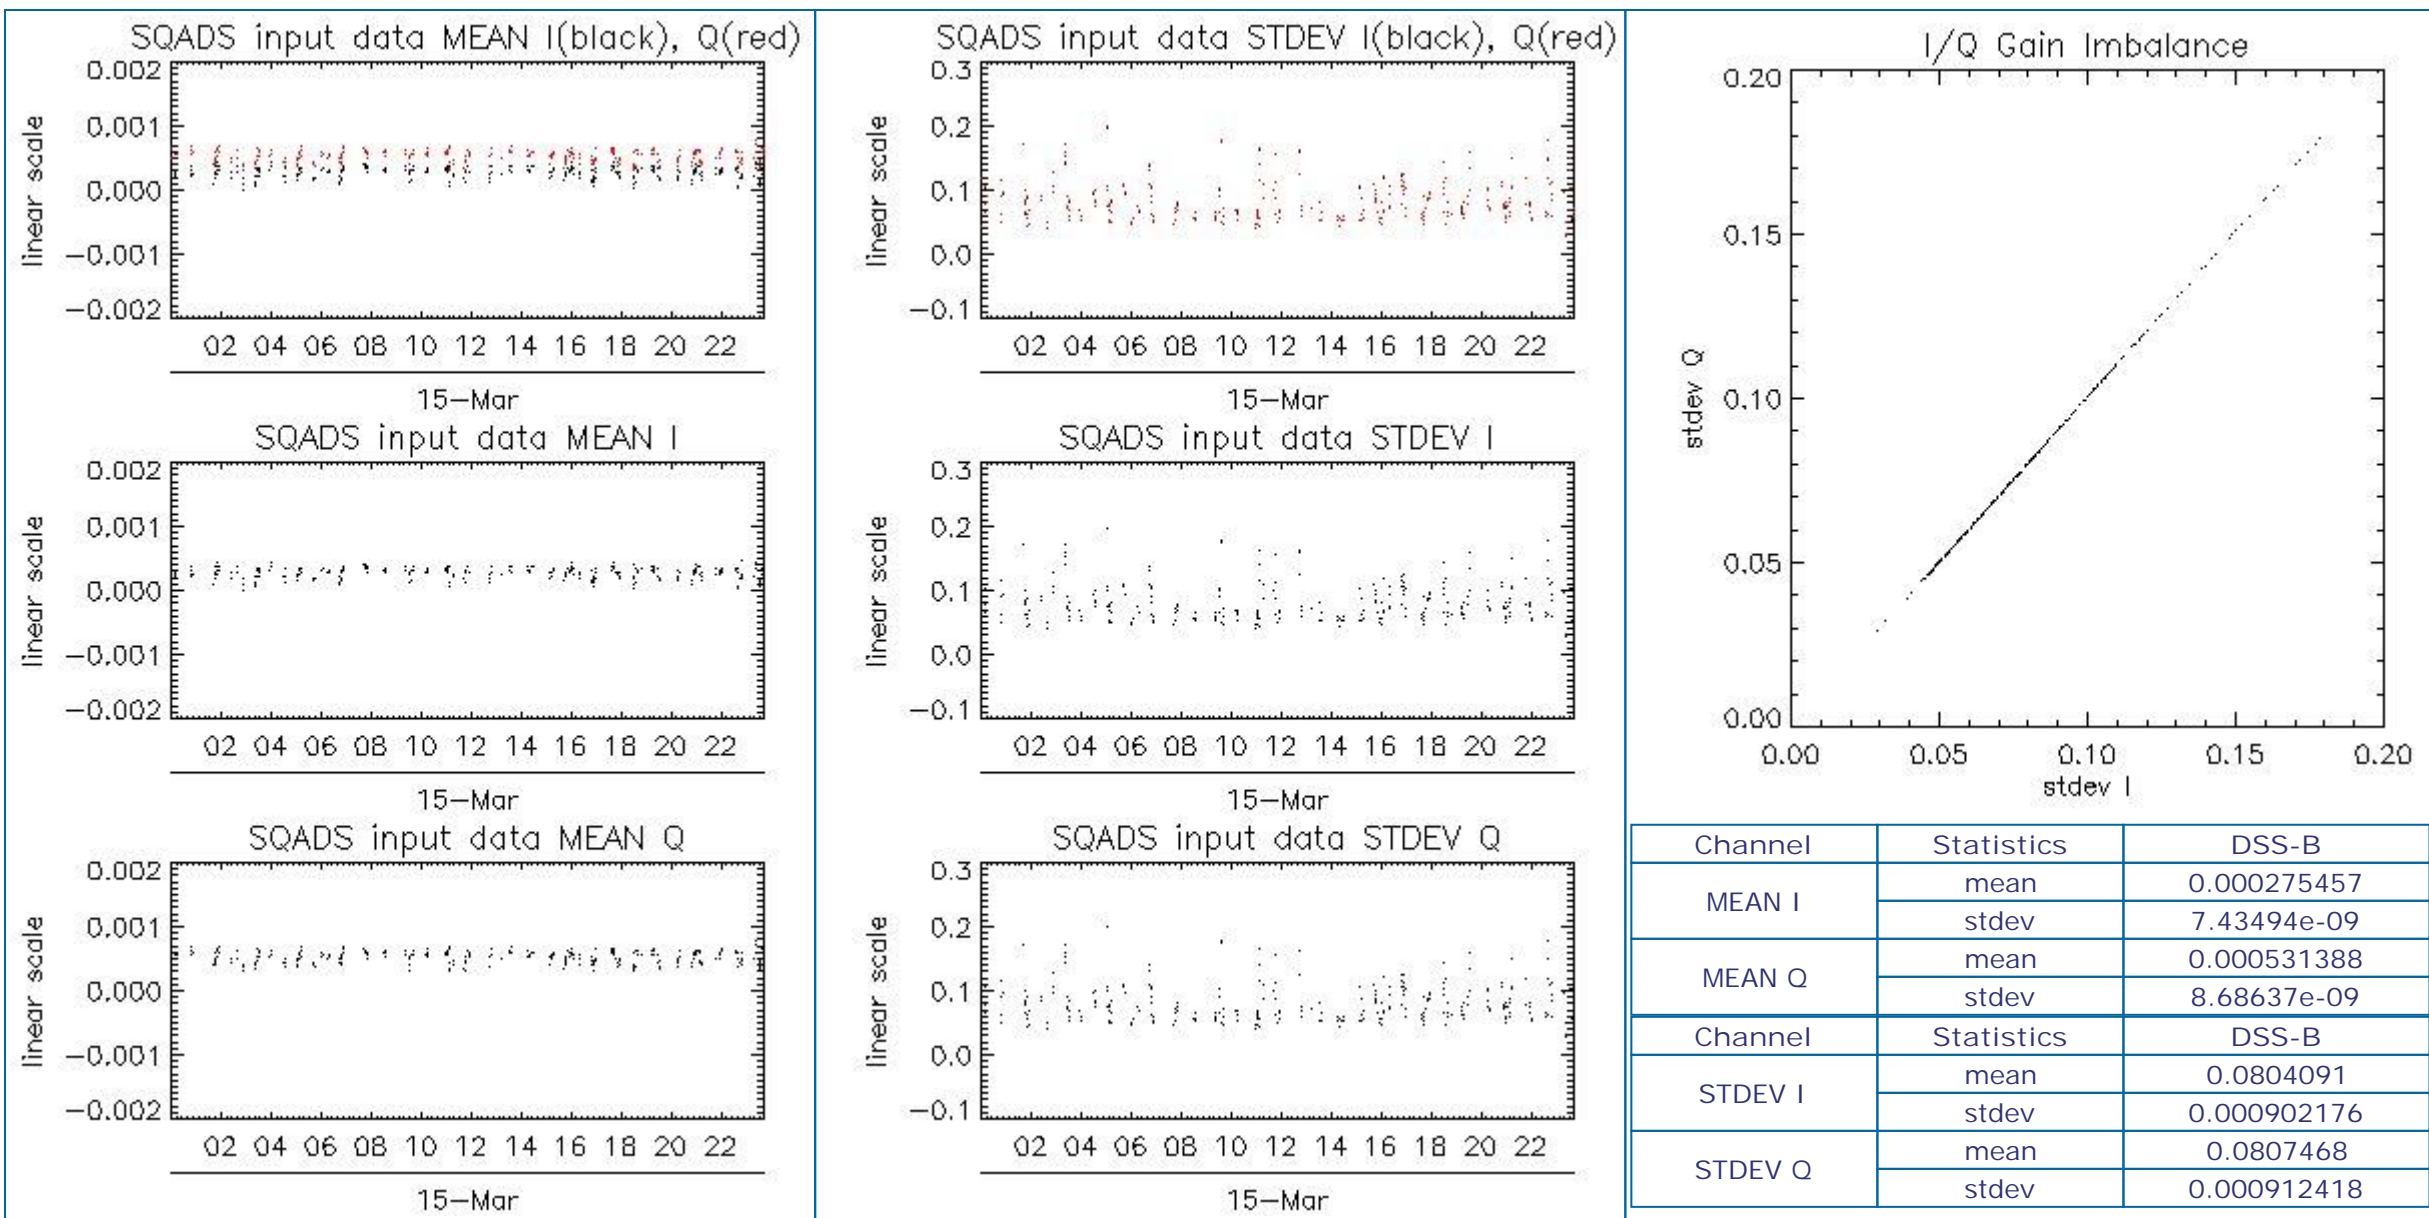 SQADS input data MEAN I(black), Q(red)
linear scale
0.002
0.001
0.000
−0.001
−0.002
02 04 06 08 10 12 14 16 18 20 22
15−Mar
SQADS input data MEAN I
linear scale
0.002
0.001
0.000
−0.001
−0.002
02 04 06 08 10 12 14 16 18 20 22
15−Mar
SQADS input data MEAN Q
linear scale
0.002
0.001
0.000
−0.001
−0.002
02 04 06 08 10 12 14 16 18 20 22
15−Mar
SQADS input data STDEV I(black), Q(red)
linear scale
0.3
0.2
0.1
0.0
−0.1
02 04 06 08 10 12 14 16 18 20 22
15−Mar
SQADS input data STDEV I
linear scale
0.3
0.2
0.1
0.0
−0.1
02 04 06 08 10 12 14 16 18 20 22
15−Mar
SQADS input data STDEV Q
linear scale
0.3
0.2
0.1
0.0
−0.1
02 04 06 08 10 12 14 16 18 20 22
15−Mar
I/Q Gain Imbalance
stdev Q
0.20
0.15
0.10
0.05
0.00
0.00 0.05 0.10 0.15 0.20
stdev I
Channel Statistics DSS-B
MEAN I mean 0.000275457
stdev 7.43494e-09
MEAN Q mean 0.000531388
stdev 8.68637e-09
Channel Statistics DSS-B
STDEV I mean 0.0804091
stdev 0.000902176
STDEV Q mean 0.0807468
stdev 0.000912418